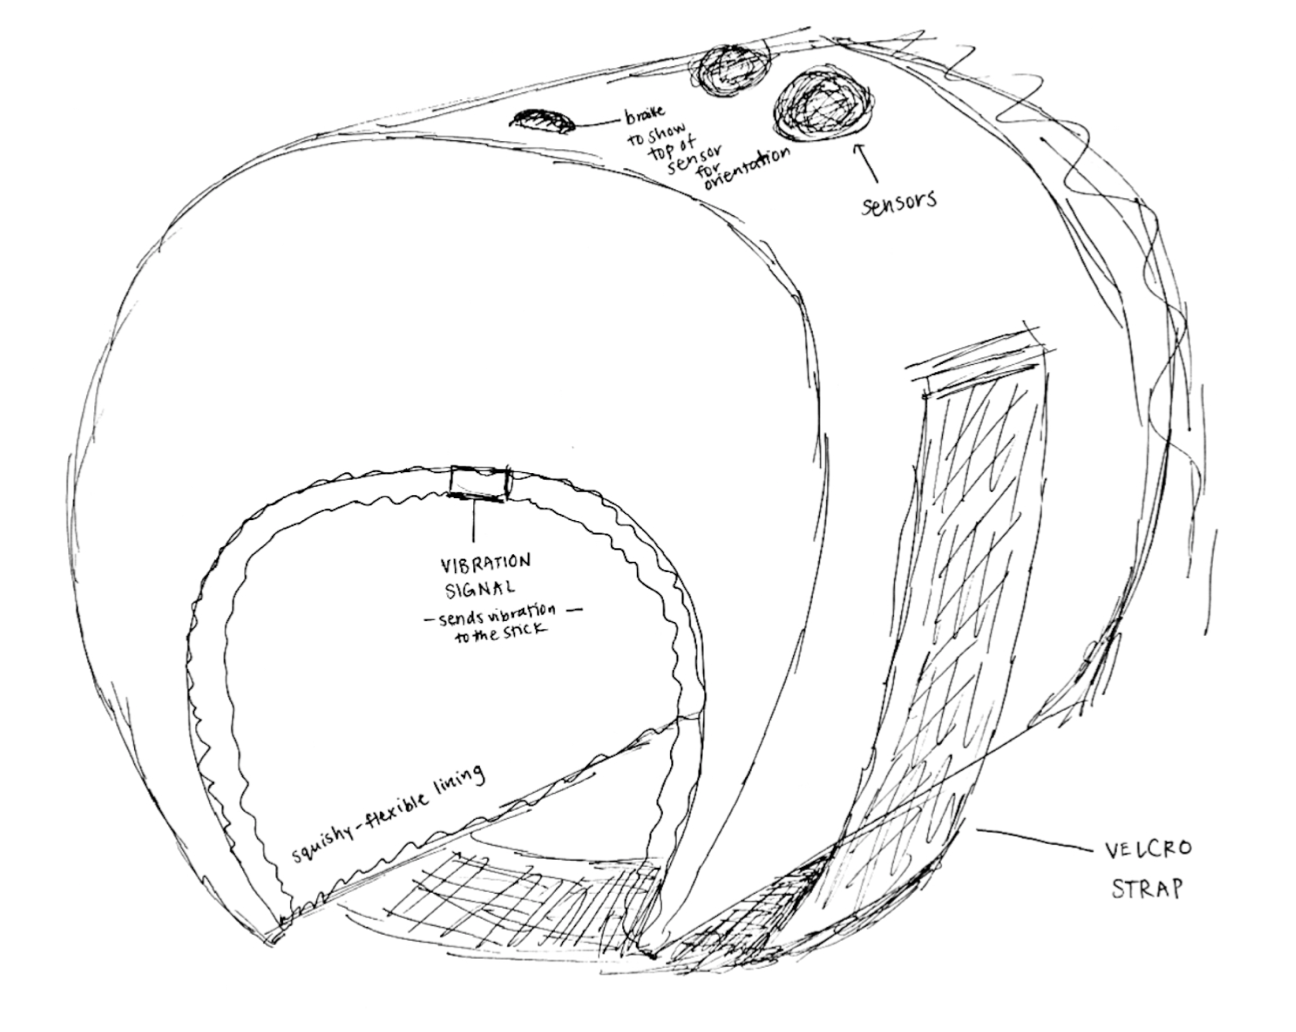 braile
to show
top of
sensor
for
orientation
sensors
VIBRATION
SIGNAL
- sends vibration -
to the stick
squishy-flexible lining
VELCRO
STRAP